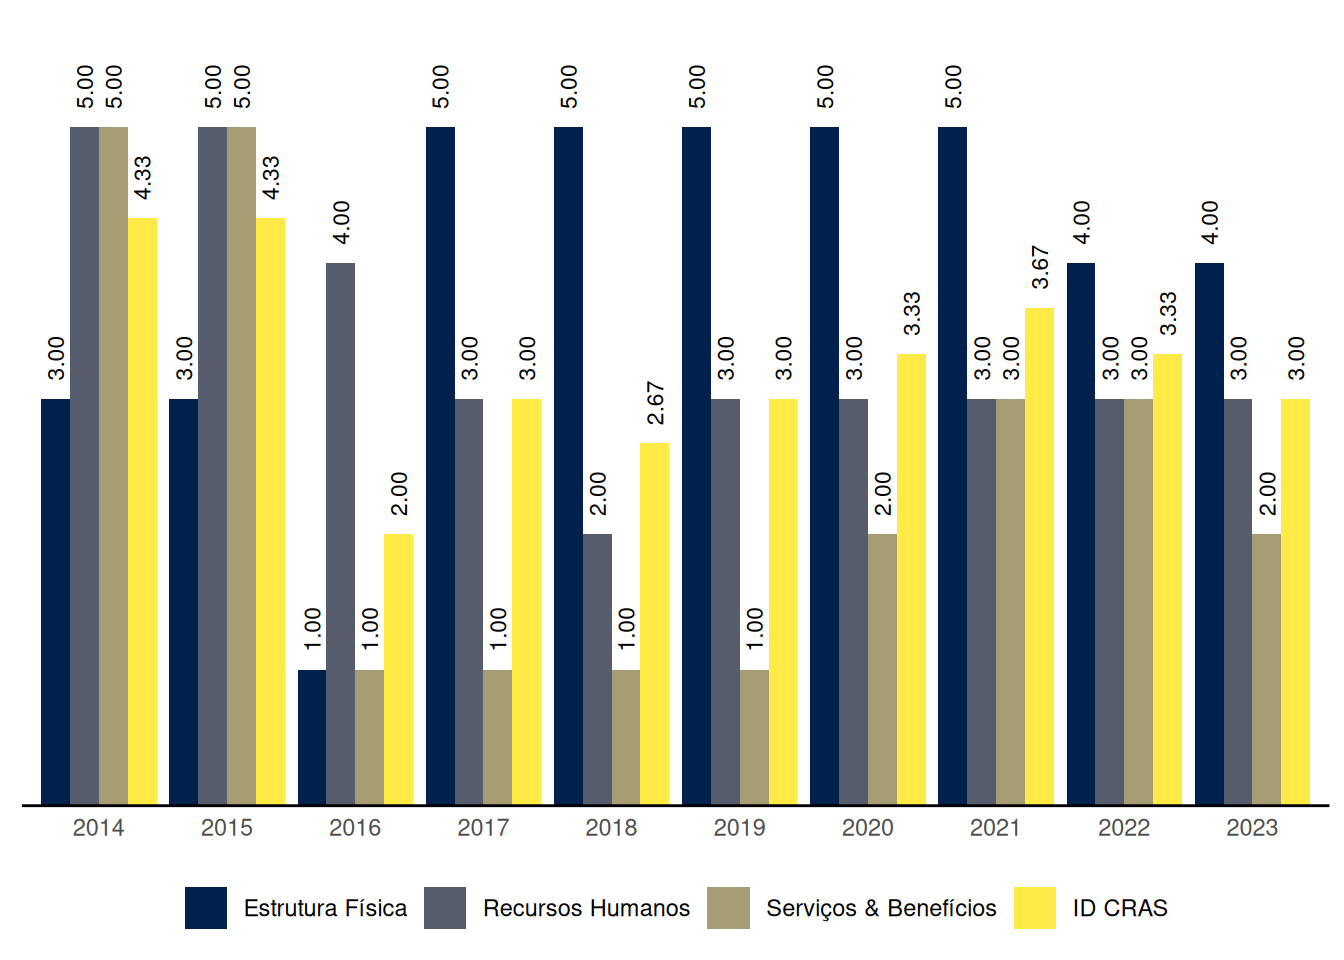 5.00 5.00 5.00 5.00 5.00 5.00 5.00 5.00 5.00
4.33 4.33
4.00 4.00 4.00
3.67
3.33 3.33
3.00 3.00 3.00 3.00 3.00 3.00 3.00 3.00 3.00 3.00 3.00 3.00 3.00
2.67
2.00 2.00 2.00 2.00
1.00 1.00 1.00 1.00 1.00
2014 2015 2016 2017 2018 2019 2020 2021 2022 2023
Estrutura Física Recursos Humanos Serviços & Benefícios ID CRAS